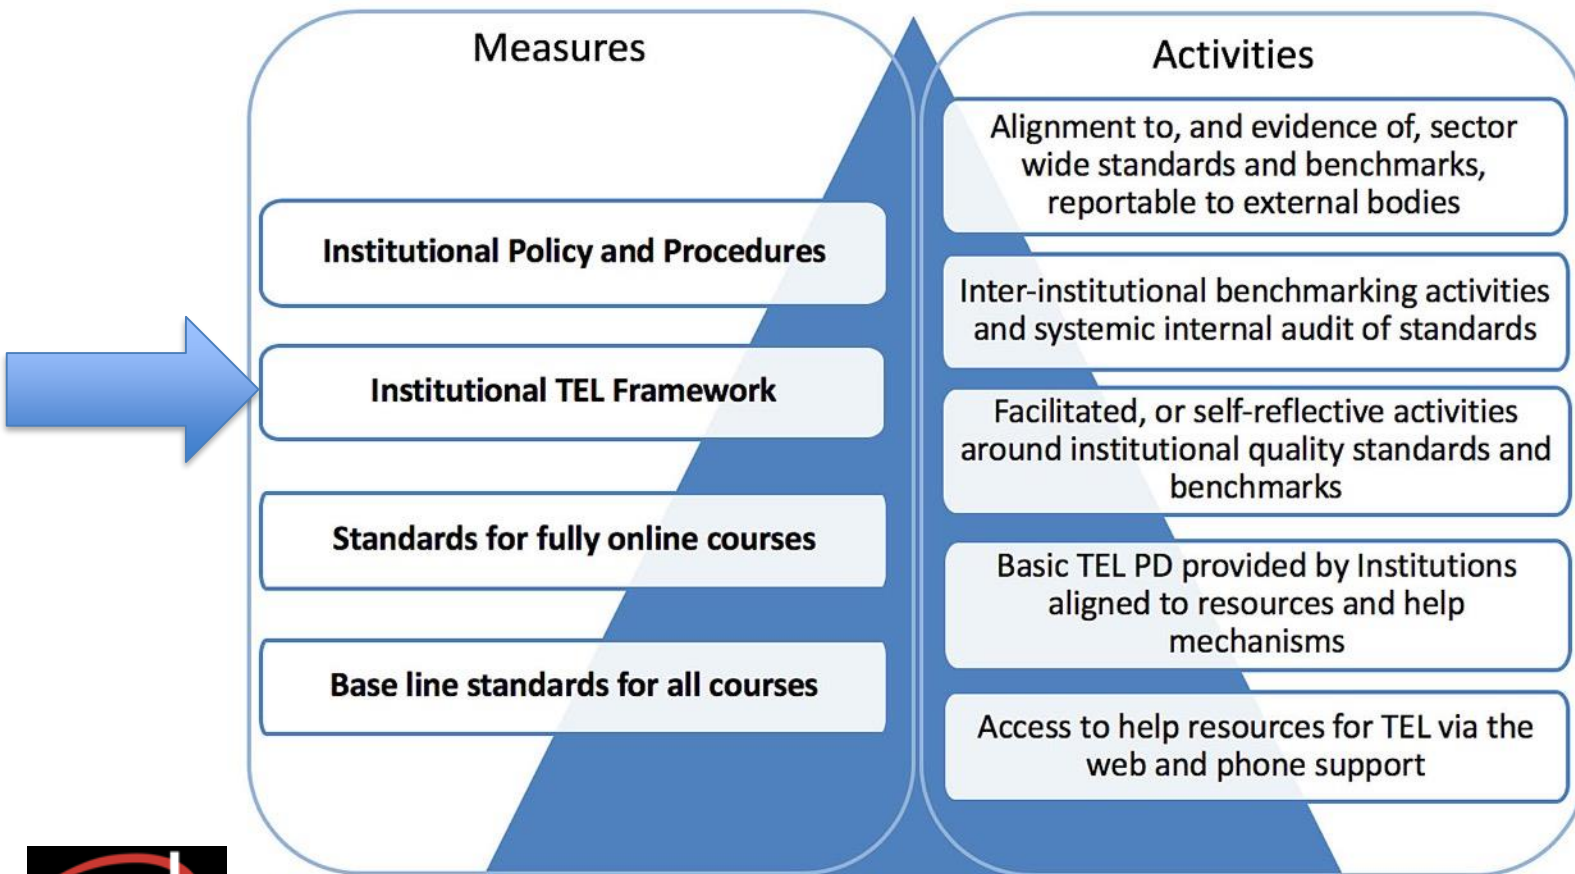 Measures
Institutional Policy and Procedures
Institutional TEL Framework
Standards for fully online courses
Base line standards for all courses
Activities
Alignment to, and evidence of, sector
wide standards and benchmarks,
reportable to external bodies
Inter-institutional benchmarking activities
and systemic internal audit of standards
Facilitated, or self-reflective activities
around institutional quality standards and
benchmarks
Basic TEL PD provided by Institutions
aligned to resources and help
mechanisms
Access to help resources for TEL via the
web and phone support